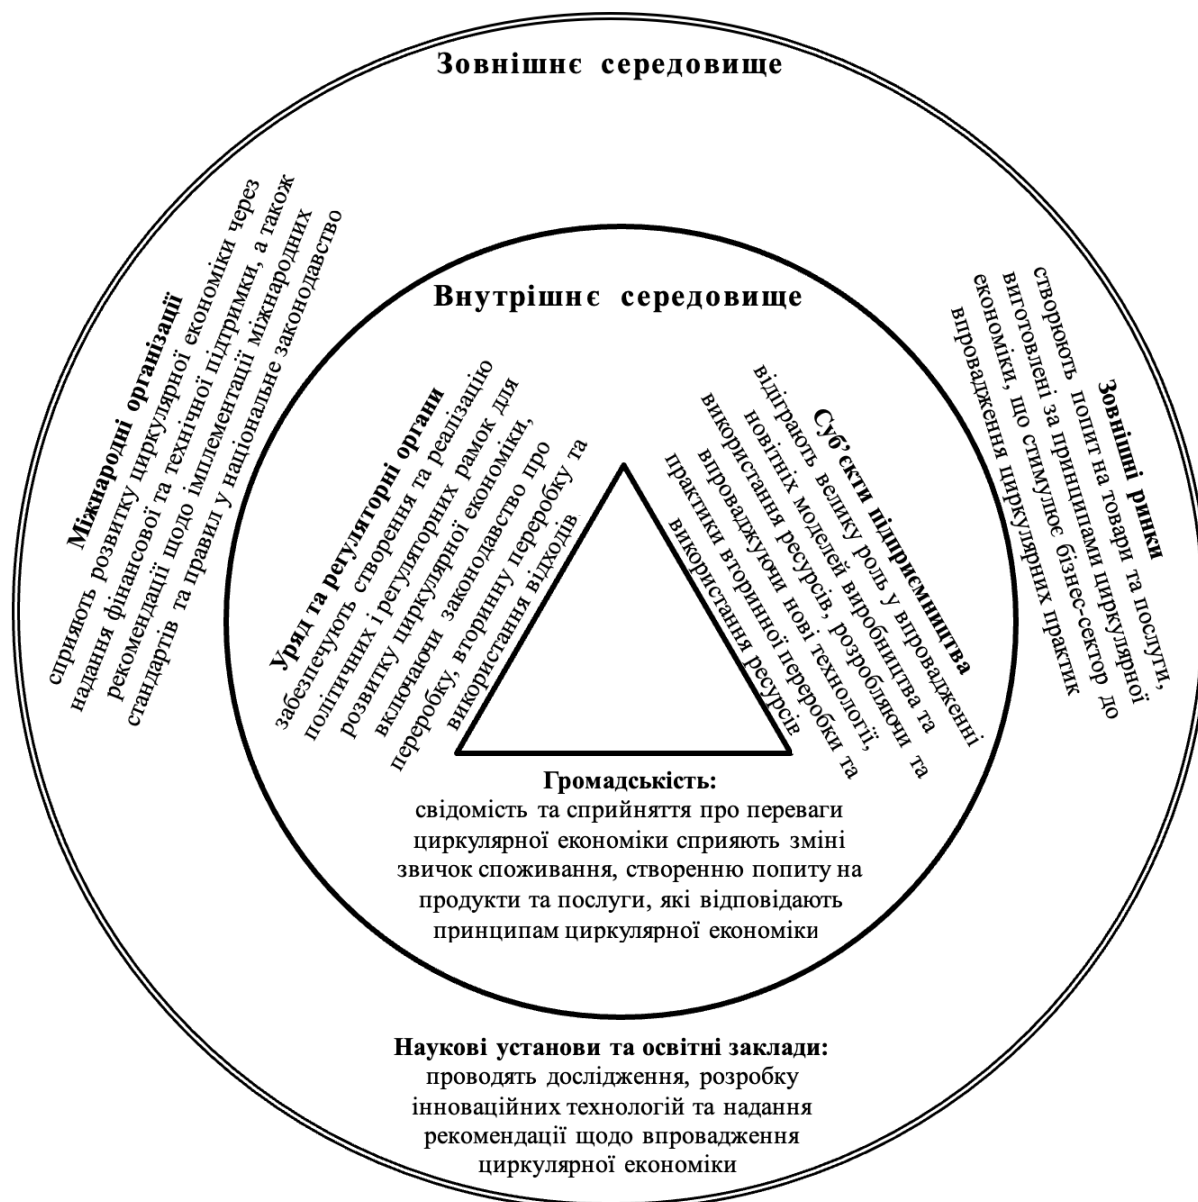 Зовнішнє середовище
Міжнародні організації
сприяють розвитку циркулярної економіки через
надання фінансової та технічної підтримки, а також
рекомендації щодо імплементації міжнародних
стандартів та правил у національне законодавство
Зовнішні ринки
створюють попит на товари та послуги,
виготовлені за принципами циркулярної
економіки, що стимулює бізнес-сектор до
впровадження циркулярних практик
Внутрішнє середовище
Уряд та регуляторні органи
забезпечують створення та реалізацію
політичних і регуляторних рамок для
розвитку циркулярної економіки,
включаючи законодавство про
переробку, вторинну переробку та
використання відходів
Суб’єкти підприємництва
відіграють велику роль у впровадженні
новітніх моделей виробництва та
використання ресурсів, розробляючи та
впроваджуючи нові технології,
практики вторинної переробки та
використання ресурсів
Громадськість:
свідомість та сприйняття про переваги
циркулярної економіки сприяють зміні
звичок споживання, створенню попиту на
продукти та послуги, які відповідають
принципам циркулярної економіки
Наукові установи та освітні заклади:
проводять дослідження, розробку
інноваційних технологій та надання
рекомендації щодо впровадження
циркулярної економіки